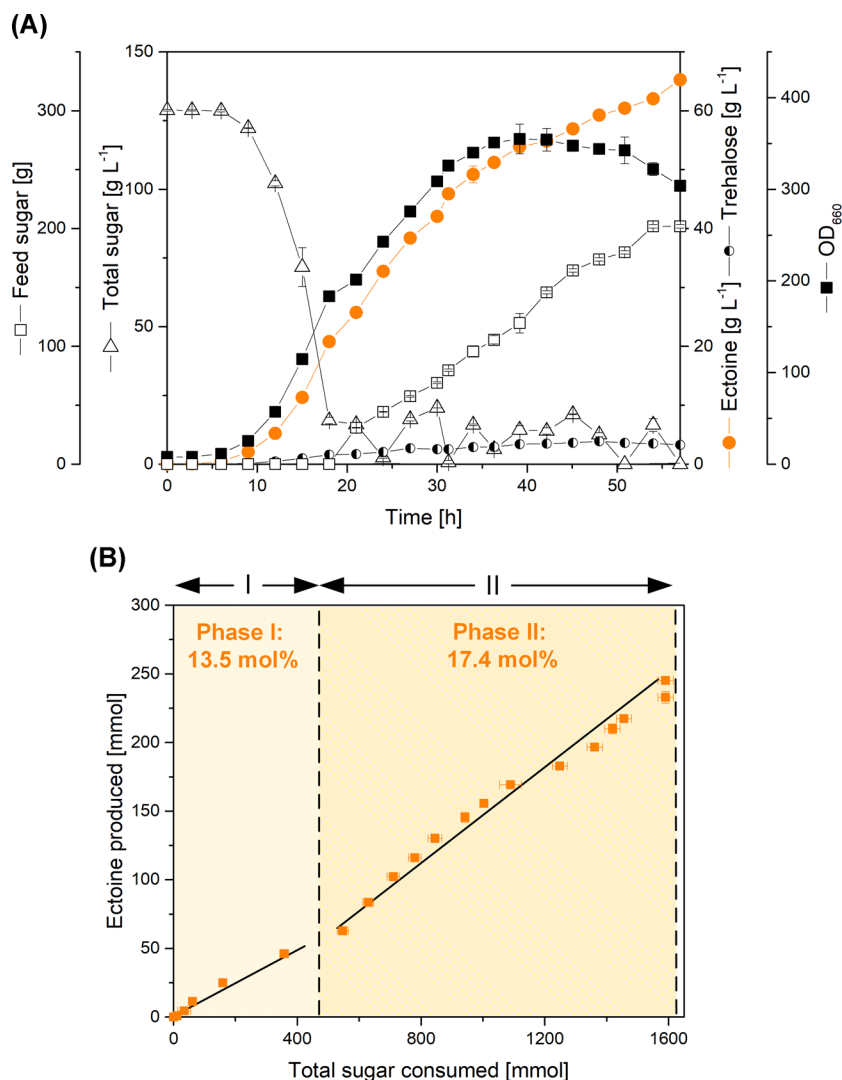 (A)
Feed sugar [g]
0
100
200
300
Total sugar [g L-1]
0
50
100
150
0
10
20
30
40
50
Time [h]
0
20
40
60
Ectoine [g L-1]
Trehalose [g L-1]
0
100
200
300
400
OD660
(B)
I
II
Phase I:
13.5 mol%
Phase II:
17.4 mol%
300
250
200
150
100
50
0
Ectoine produced [mmol]
0
400
800
1200
1600
Total sugar consumed [mmol]